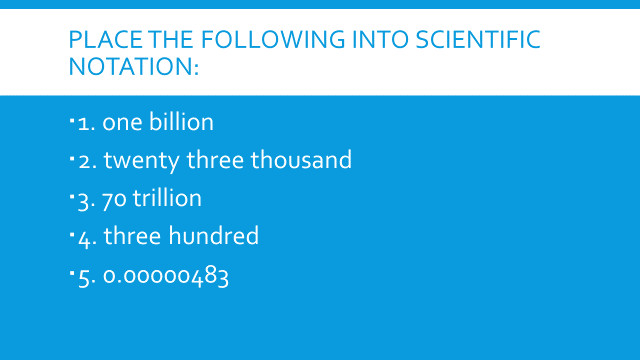 PLACE THE FOLLOWING INTO SCIENTIFIC
NOTATION:
▪1. one billion
▪2. twenty three thousand
▪3. 70 trillion
▪4. three hundred
▪5. 0.00000483